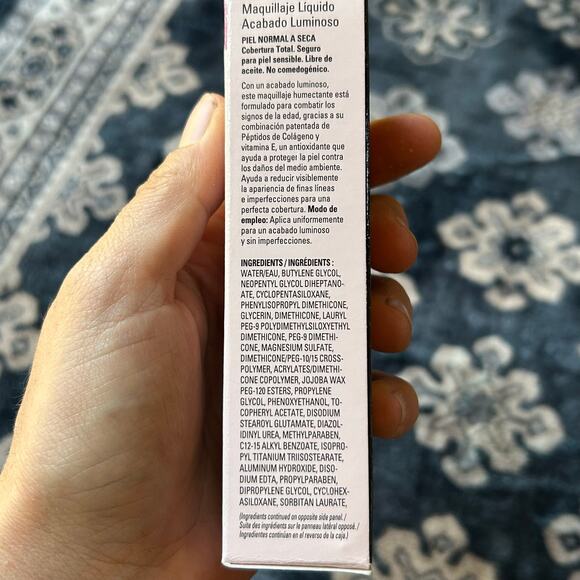 Maquillaje Líquido
Acabado Luminoso
PIEL NORMAL A SECA
Cobertura Total. Seguro
para piel sensible. Libre de
aceite. No comedogénico.
Con un acabado luminoso,
este maquillaje humectante está
formulado para combatir los
signos de la edad, gracias a su
combinación patentada de
Péptidos de Colágeno y
vitamina E, un antioxidante que
ayuda a proteger la piel contra
los daños del medio ambiente.
Ayuda a reducir visiblemente
la apariencia de finas líneas
e imperfecciones para una
perfecta cobertura. Modo de
empleo: Aplica uniformemente
para un acabado luminoso
y sin imperfecciones.
INGREDIENTS / INGRÉDIENTS:
WATER/EAU, BUTYLENE GLYCOL,
NEOPENTYL GLYCOL DIHEPTANO-
ATE, CYCLOPENTASILOXANE,
PHENYLISOPROPYL DIMETHICONE,
GLYCERIN, DIMETHICONE, LAURYL
PEG-9 POLYDIMETHYLSILOXYETHYL
DIMETHICONE, PEG-9 DIMETHI-
CONE, MAGNESIUM SULFATE,
DIMETHICONE/PEG-10/15 CROSS-
POLYMER, ACRYLATES/DIMETHI-
CONE COPOLYMER, JOJOBA WAX
PEG-120 ESTERS, PROPYLENE
GLYCOL, PHENOXYETHANOL, TO-
COPHERYL ACETATE, DISODIUM
STEAROYL GLUTAMATE, DIAZOL-
IDINYL UREA, METHYLPARABEN,
C12-15 ALKYL BENZOATE, ISOPRO-
PYL TITANIUM TRIISOSTEARATE,
ALUMINUM HYDROXIDE, DISO-
DIUM EDTA, PROPYLPARABEN,
DIPROPYLENE GLYCOL, CYCLOHEX-
ASILOXANE, SORBITAN LAURATE,
(Ingredients continued on opposite side panel./
Suite des ingrédients sur le panneau latéral opposé./
Ingredientes continúan en el reverso de la caja.)